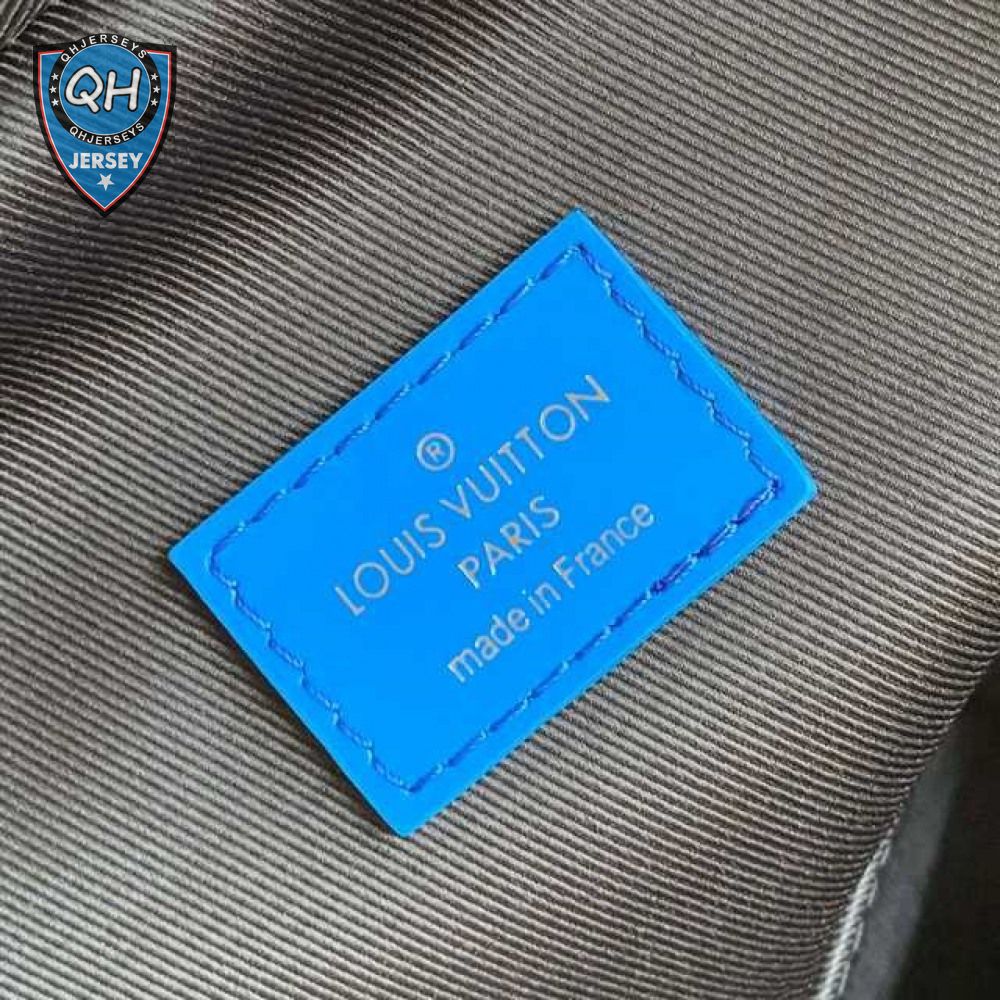 QHJERSEYS
QH
QHJERSEYS
JERSEY
®
LOUIS VUITTON
PARIS
made in France